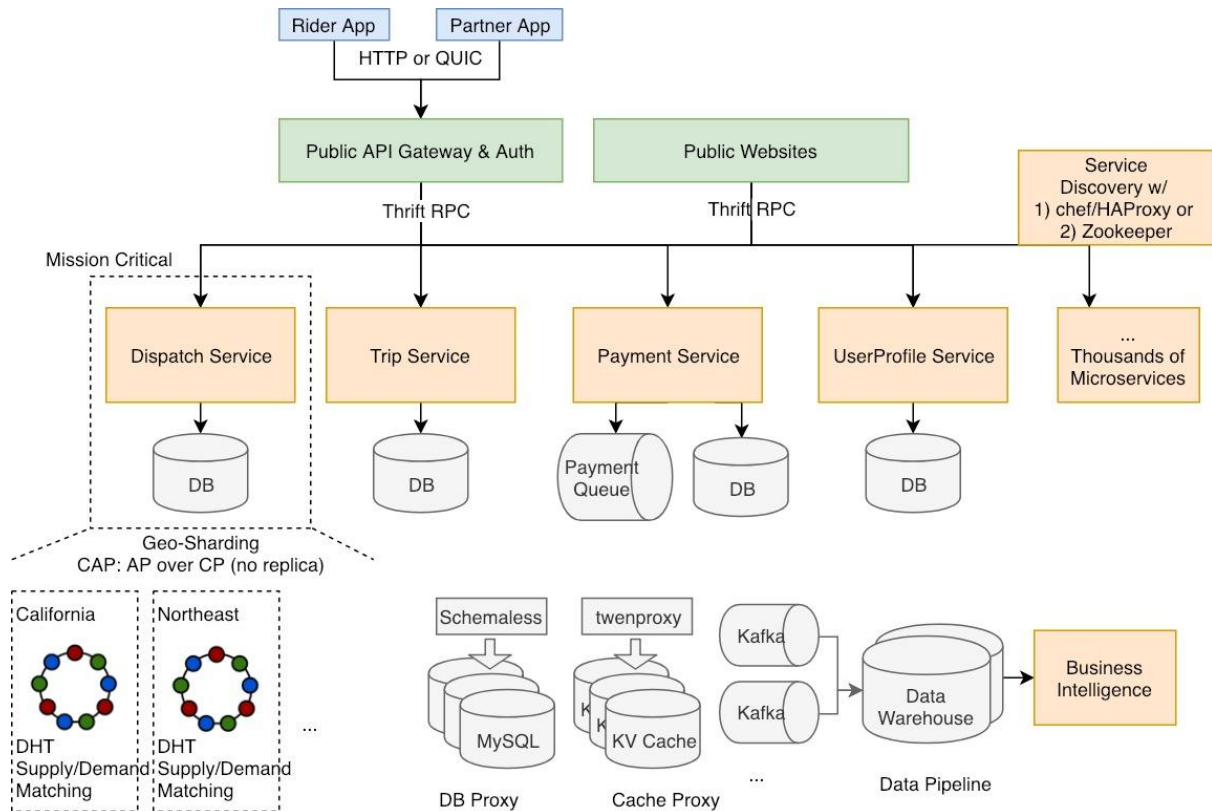 Rider App
Partner App
HTTP or QUIC
Public API Gateway & Auth
Public Websites
Service
Discovery w/
1) chef/HAProxy or
2) Zookeeper
Thrift RPC
Thrift RPC
Mission Critical
Dispatch Service
Trip Service
Payment Service
UserProfile Service
...
Thousands of
Microservices
DB
DB
Payment
Queue
DB
DB
Geo-Sharding
CAP: AP over CP (no replica)
California
Northeast
DHT
Supply/Demand
Matching
DHT
Supply/Demand
Matching
...
Schemaless
MySQL
DB Proxy
twenproxy
K
K
KV Cache
Cache Proxy
Kafka
Kafka
...
Data
Warehouse
Data Pipeline
Business
Intelligence